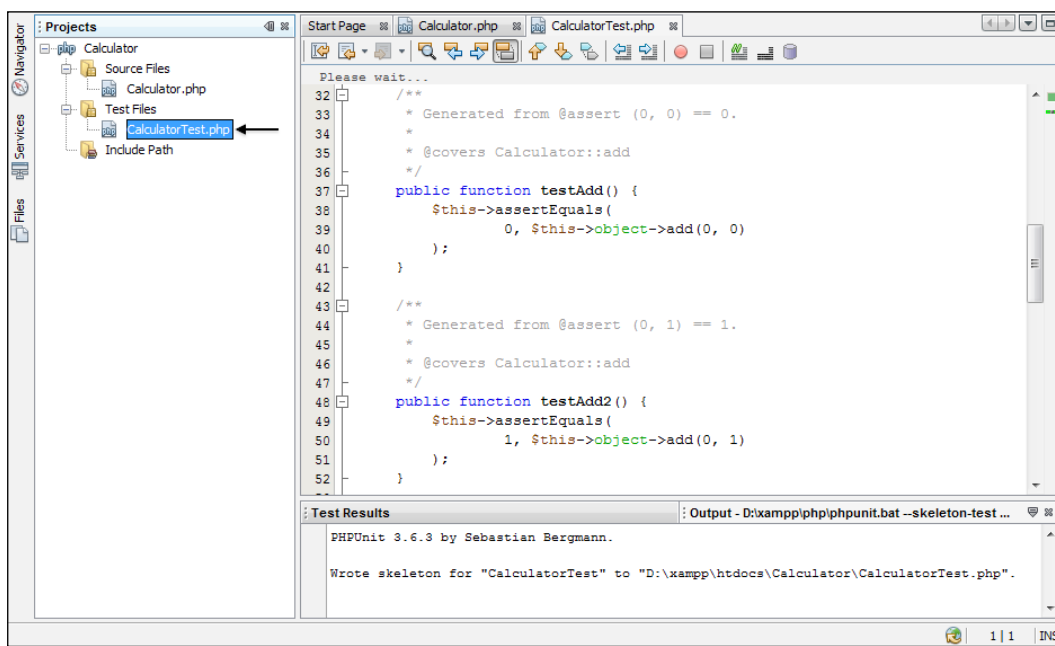 Navigator
Services
Files
Projects
Calculator
Source Files
Calculator.php
Test Files
CalculatorTest.php
Include Path
Start Page Calculator.php CalculatorTest.php
Please wait...
32 /**
33 * Generated from @assert (0, 0) == 0.
34 *
35 * @covers Calculator::add
36 */
37 public function testAdd() {
38 $this->assertEquals(
39 0, $this->object->add(0, 0)
40 );
41 }
42
43 /**
44 * Generated from @assert (0, 1) == 1.
45 *
46 * @covers Calculator::add
47 */
48 public function testAdd2() {
49 $this->assertEquals(
50 1, $this->object->add(0, 1)
51 );
52 }
Test Results Output - D:\xampp\php\phpunit.bat --skeleton-test ...
PHPUnit 3.6.3 by Sebastian Bergmann.
Wrote skeleton for "CalculatorTest" to "D:\xampp\htdocs\Calculator\CalculatorTest.php".
1 | 1 INS